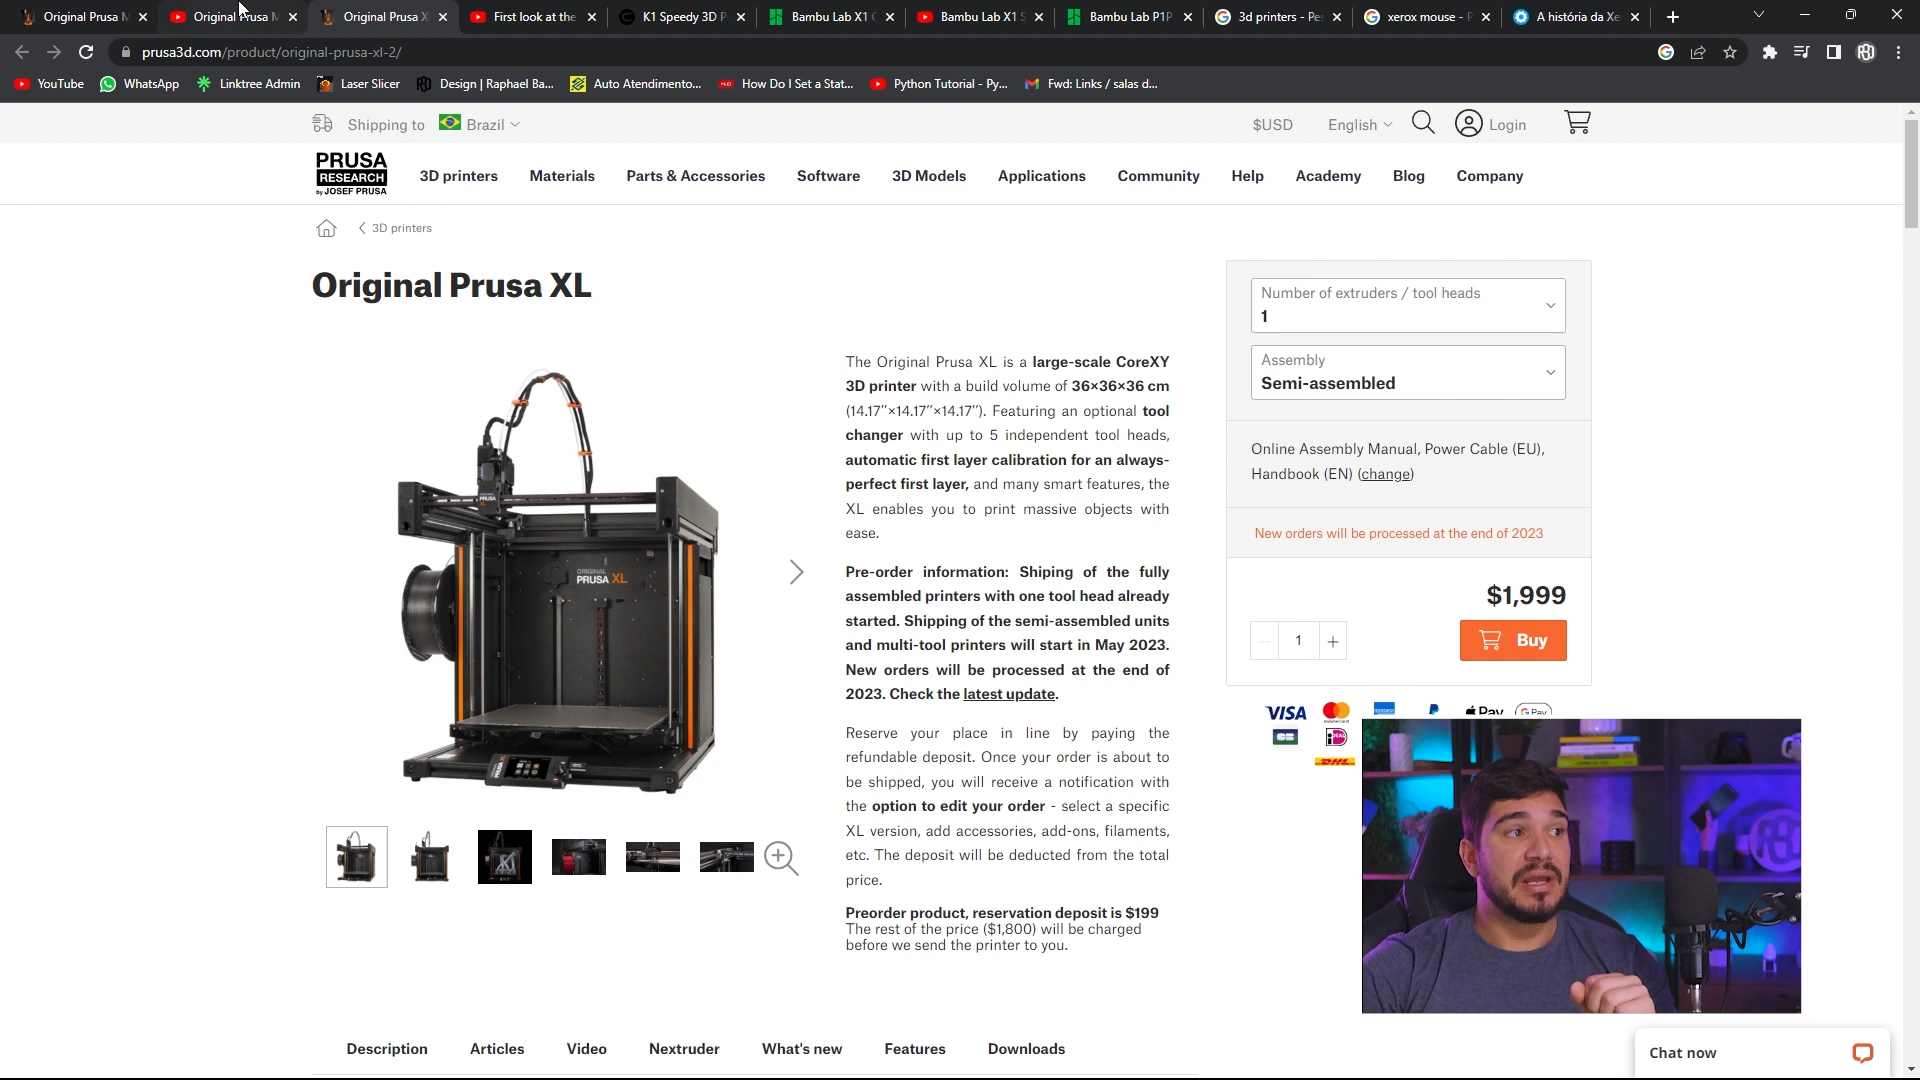 Original Prusa M
Original Prusa M
Original Prusa X
First look at the
K1 Speedy 3D P
Bambu Lab X1 C
Bambu Lab X1 S
Bambu Lab P1P
3d printers - Pe
xerox mouse - P
A história da Xe
prusa3d.com/product/original-prusa-xl-2/
YouTube
WhatsApp
Linktree Admin
Laser Slicer
Design | Raphael Ba...
Auto Atendimento...
How Do I Set a Stat...
Python Tutorial - Py...
Fwd: Links / salas d...
Shipping to Brazil
$USD
English
Login
PRUSA
RESEARCH
by JOSEF PRUSA
3D printers
Materials
Parts & Accessories
Software
3D Models
Applications
Community
Help
Academy
Blog
Company
3D printers
Original Prusa XL
The Original Prusa XL is a large-scale CoreXY
3D printer with a build volume of 36×36×36 cm
(14.17"×14.17"×14.17"). Featuring an optional tool
changer with up to 5 independent tool heads,
automatic first layer calibration for an always-
perfect first layer, and many smart features, the
XL enables you to print massive objects with
ease.
Pre-order information: Shiping of the fully
assembled printers with one tool head already
started. Shipping of the semi-assembled units
and multi-tool printers will start in May 2023.
New orders will be processed at the end of
2023. Check the latest update.
Reserve your place in line by paying the
refundable deposit. Once your order is about to
be shipped, you will receive a notification with
the option to edit your order - select a specific
XL version, add accessories, add-ons, filaments,
etc. The deposit will be deducted from the total
price.
Preorder product, reservation deposit is $199
The rest of the price ($1,800) will be charged
before we send the printer to you.
ORIGINAL
PRUSA XL
Number of extruders / tool heads
1
Assembly
Semi-assembled
Online Assembly Manual, Power Cable (EU),
Handbook (EN) (change)
New orders will be processed at the end of 2023
$1,999
1
Buy
VISA
mastercard
Pay
G Pay
DHL
Description
Articles
Video
Nextruder
What's new
Features
Downloads
Chat now